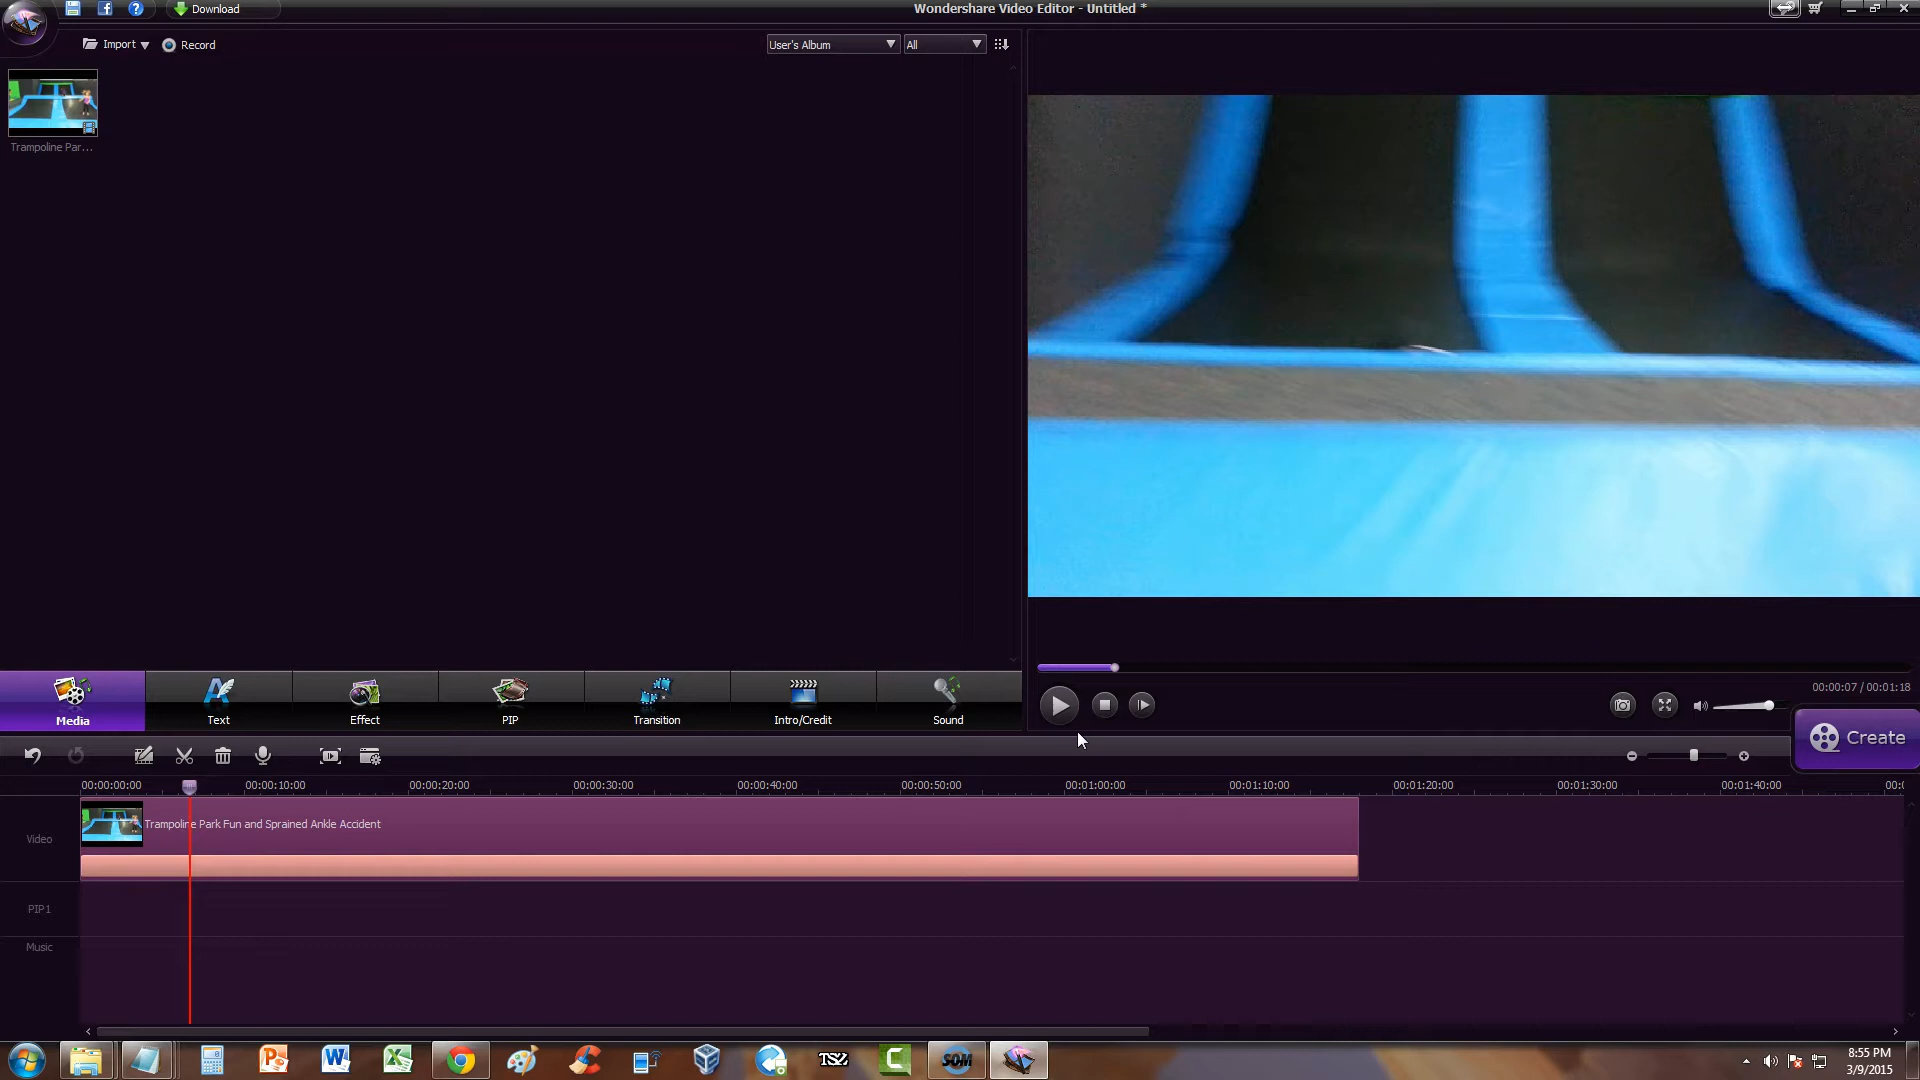 Wondershare Video Editor - Untitled *
Download
Import
Record
User's Album
All
Trampoline Par...
00:00:07 / 00:01:18
Media
Text
Effect
PIP
Transition
Intro/Credit
Sound
Create
00:00:00:00
00:00:10:00
00:00:20:00
00:00:30:00
00:00:40:00
00:00:50:00
00:01:00:00
00:01:10:00
00:01:20:00
00:01:30:00
00:01:40:00
Video
Trampoline Park Fun and Sprained Ankle Accident
PIP1
Music
8:55 PM
3/9/2015